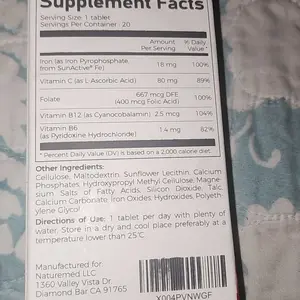 Supplement Facts
Serving Size: 1 tablet
Servings Per Container : 20
Amount Per Serving % Daily Value*
Iron (as Iron Pyrophosphate, from SunActive® Fe) 18 mg 100%
Vitamin C (as L Ascorbic Acid) 80 mg 89%
Folate 667 mcg DFE (400 mcg Folic Acid) 100%
Vitamin B12 (as Cyanocobalamin) 2.5 mcg 104%
Vitamin B6 (as Pyridoxine Hydrochloride) 1.4 mg 82%
* Percent Daily Value (DV) is based on a 2,000 calorie diet.
Other Ingredients:
Cellulose, Maltodextrin, Sunflower Lecithin, Calcium
Phosphates, Hydroxypropyl Methyl Cellulose, Magne-
sium Salts of Fatty Acids, Silicon Dioxide, Talc,
Calcium Carbonate, Iron Oxides, Hydroxides, Polyeth
ylene Glycol
Directions of Use: 1 tablet per day with plenty of
water. Store in a dry and cool place preferably at a
temperature lower than 25°C.
Manufactured for:
Naturemed LLC
1360 Valley Vista Dr
Diamond Bar CA 91765
X004PVNWGF